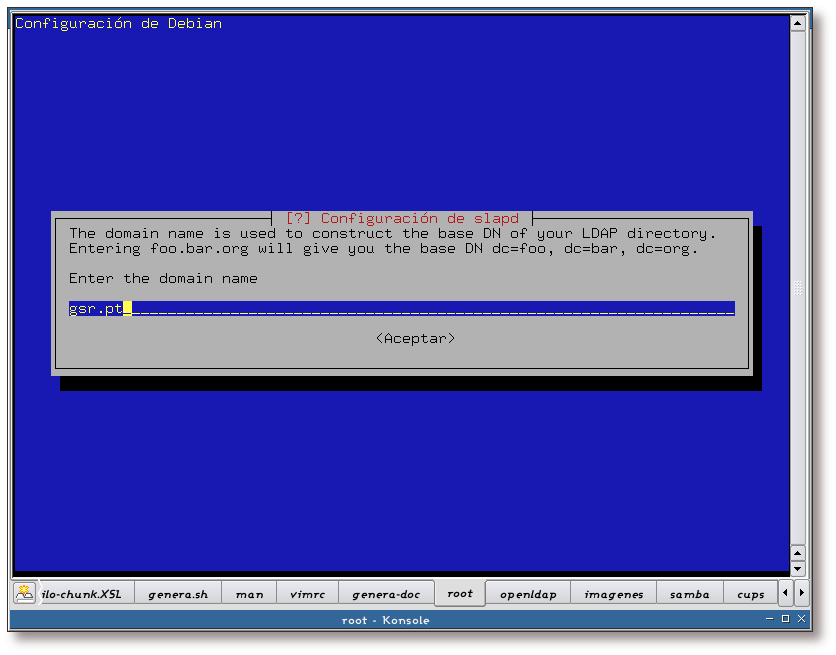 Configuración de Debian
[?] Configuración de slapd
The domain name is used to construct the base DN of your LDAP directory.
Entering foo.bar.org will give you the base DN dc=foo, dc=bar, dc=org.
Enter the domain name
gsr.pt
<Aceptar>
ilo-chunk.XSL genera.sh man vimrc genera-doc root openldap imagenes samba cups
root - Konsole